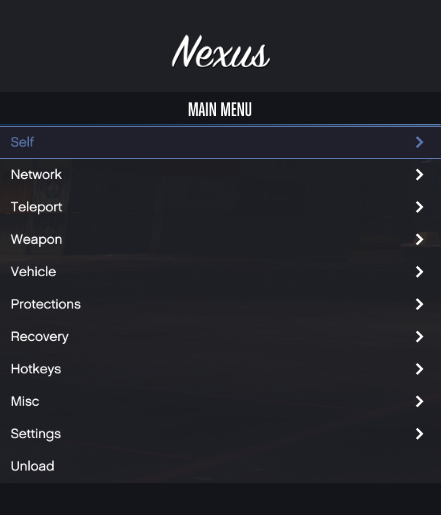 Nexus
MAIN MENU
Self
Network
Teleport
Weapon
Vehicle
Protections
Recovery
Hotkeys
Misc
Settings
Unload